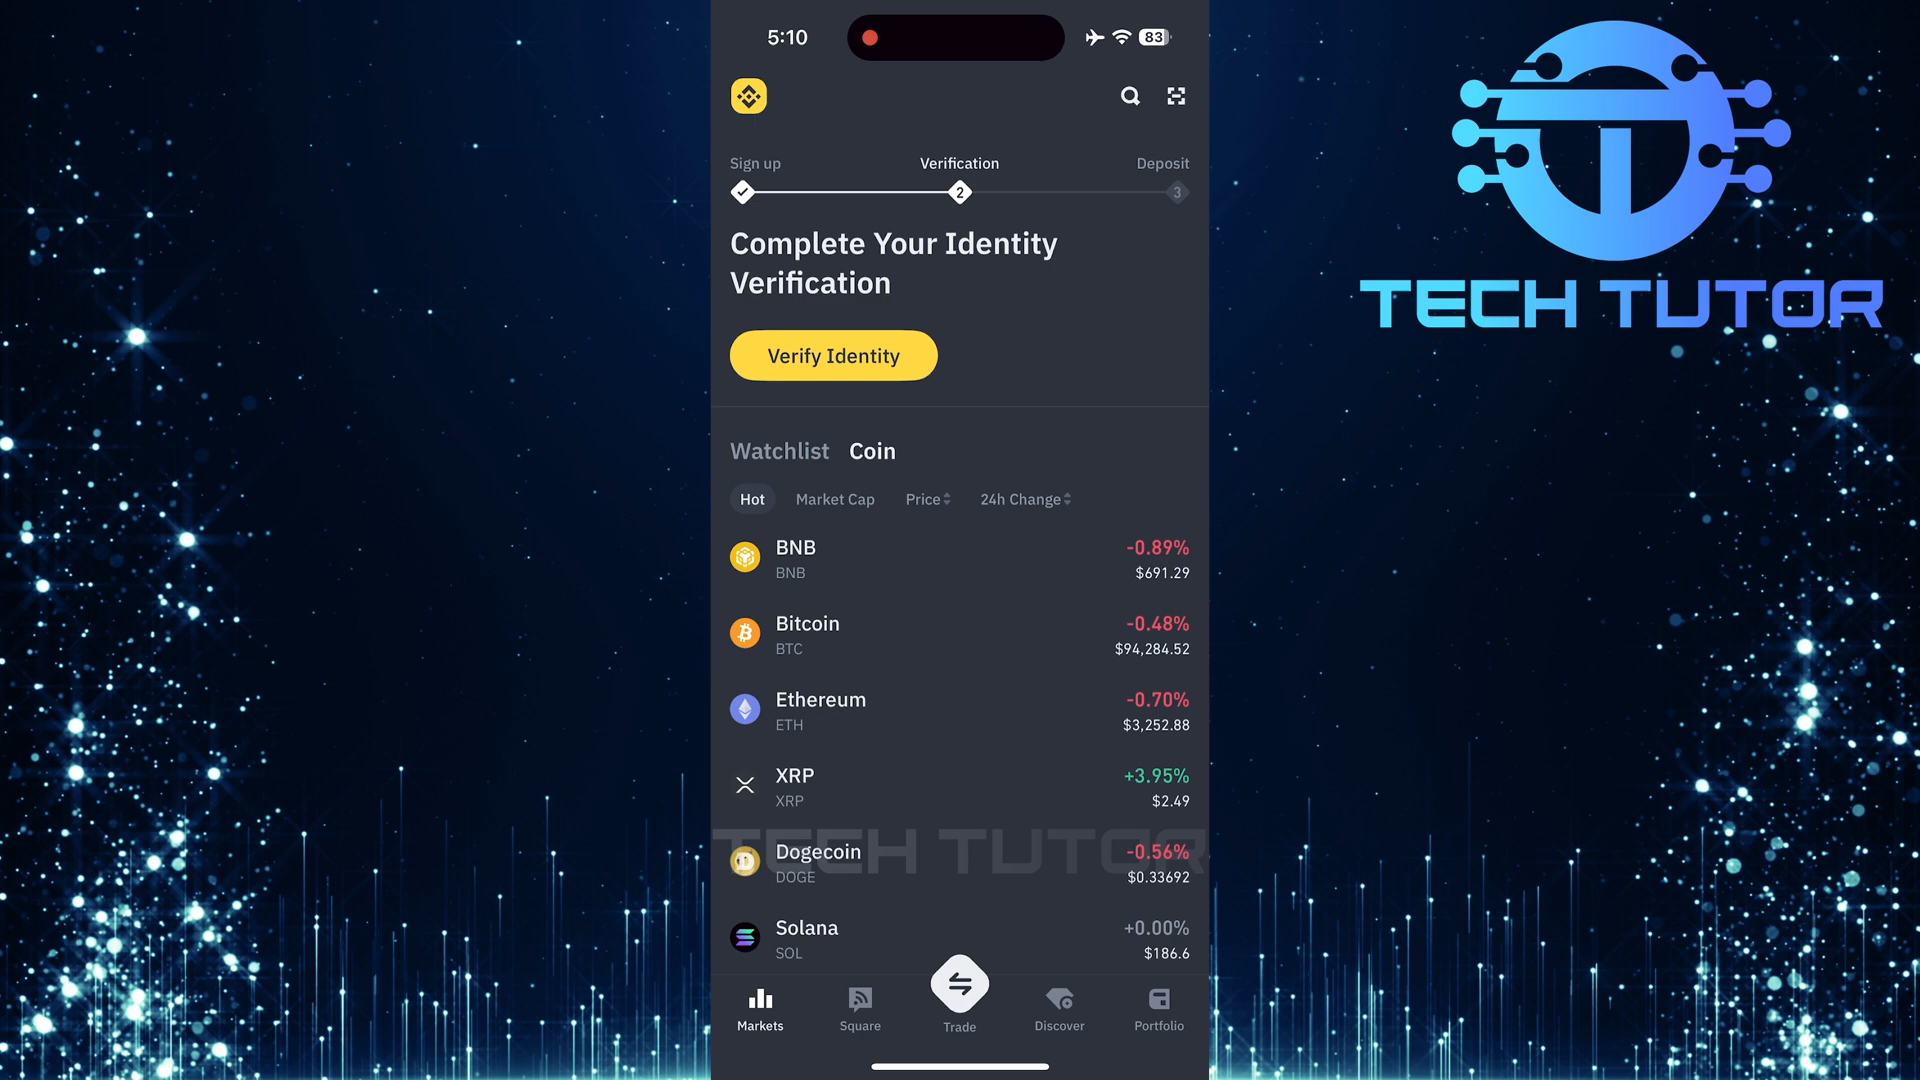 5:10
83
TECH TUTOR
Sign up
Verification
Deposit
2
3
Complete Your Identity
Verification
Verify Identity
Watchlist Coin
Hot Market Cap Price 24h Change
BNB -0.89%
BNB $691.29
Bitcoin -0.48%
BTC $94,284.52
Ethereum -0.70%
ETH $3,252.88
XRP +3.95%
XRP $2.49
TECH TUTOR
Dogecoin -0.56%
DOGE $0.33692
Solana +0.00%
SOL $186.6
Markets Square Trade Discover Portfolio